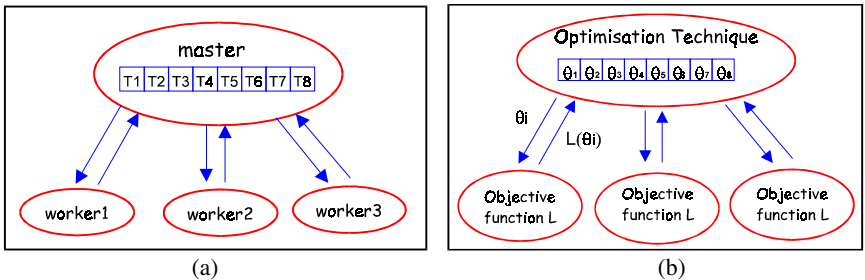 master
T1 T2 T3 T4 T5 T6 T7 T8
worker1 worker2 worker3
(a)
Optimisation Technique
θ1 θ2 θ3 θ4 θ5 θ6 θ7 θ8
θi
L(θi)
Objective function L
Objective function L
Objective function L
(b)